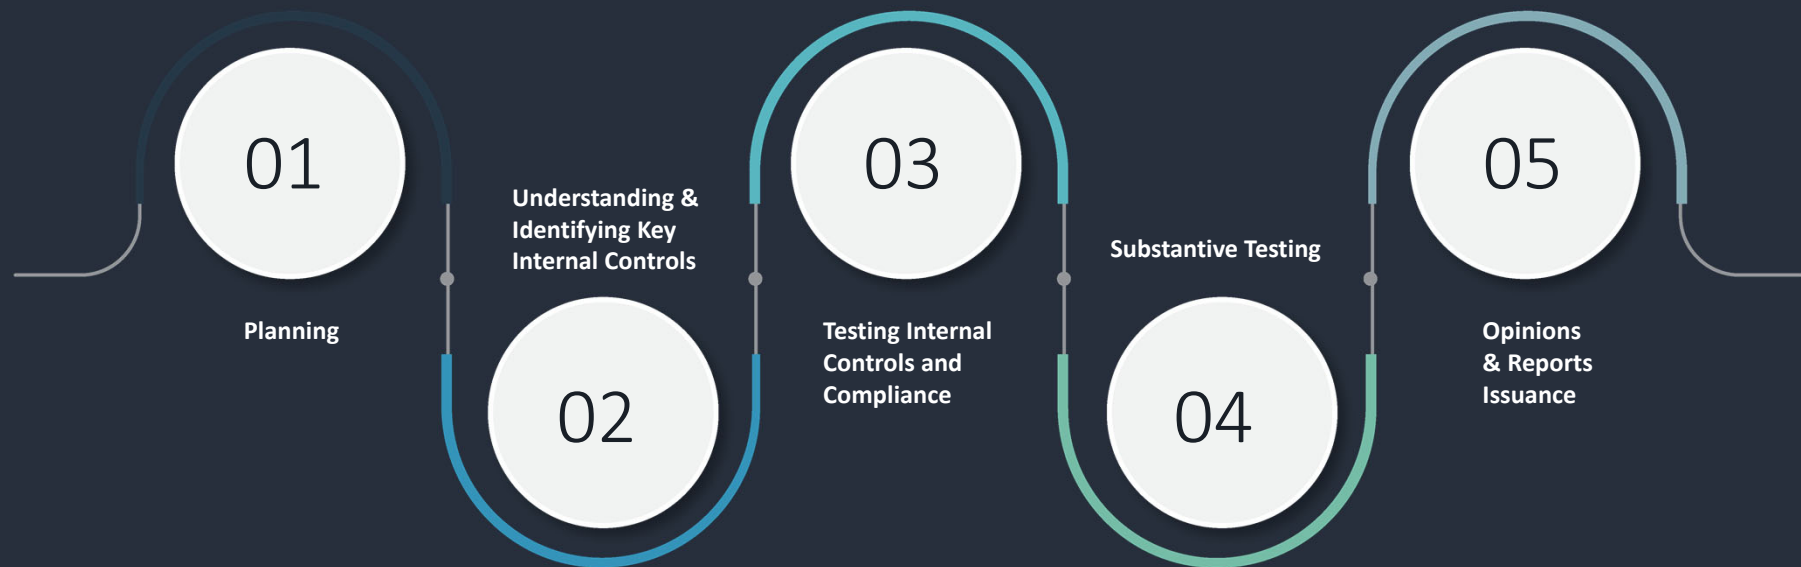 01
Planning
Understanding &
Identifying Key
Internal Controls
02
03
Testing Internal
Controls and
Compliance
Substantive Testing
04
05
Opinions
& Reports
Issuance